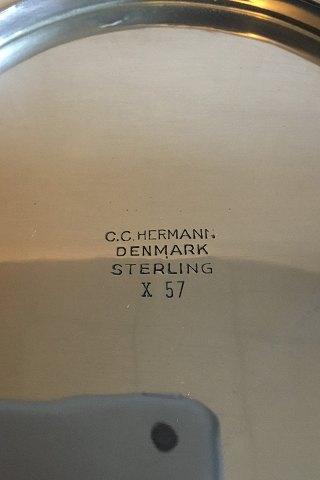 C.C. HERMANN.
DENMARK
STERLING
X 57